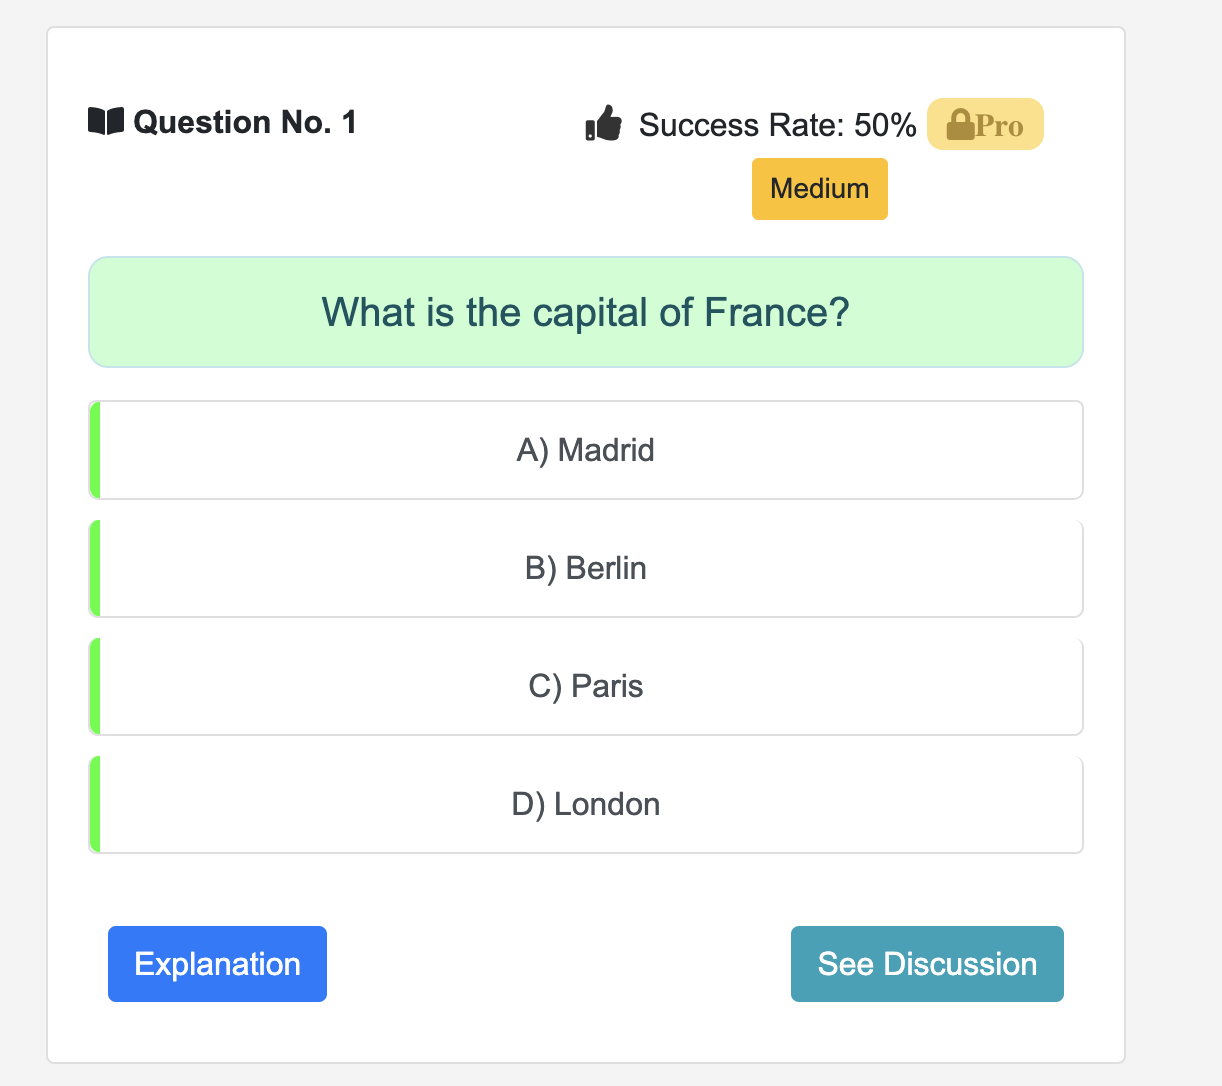 Question No. 1
Success Rate: 50% Pro
Medium
What is the capital of France?
A) Madrid
B) Berlin
C) Paris
D) London
Explanation
See Discussion